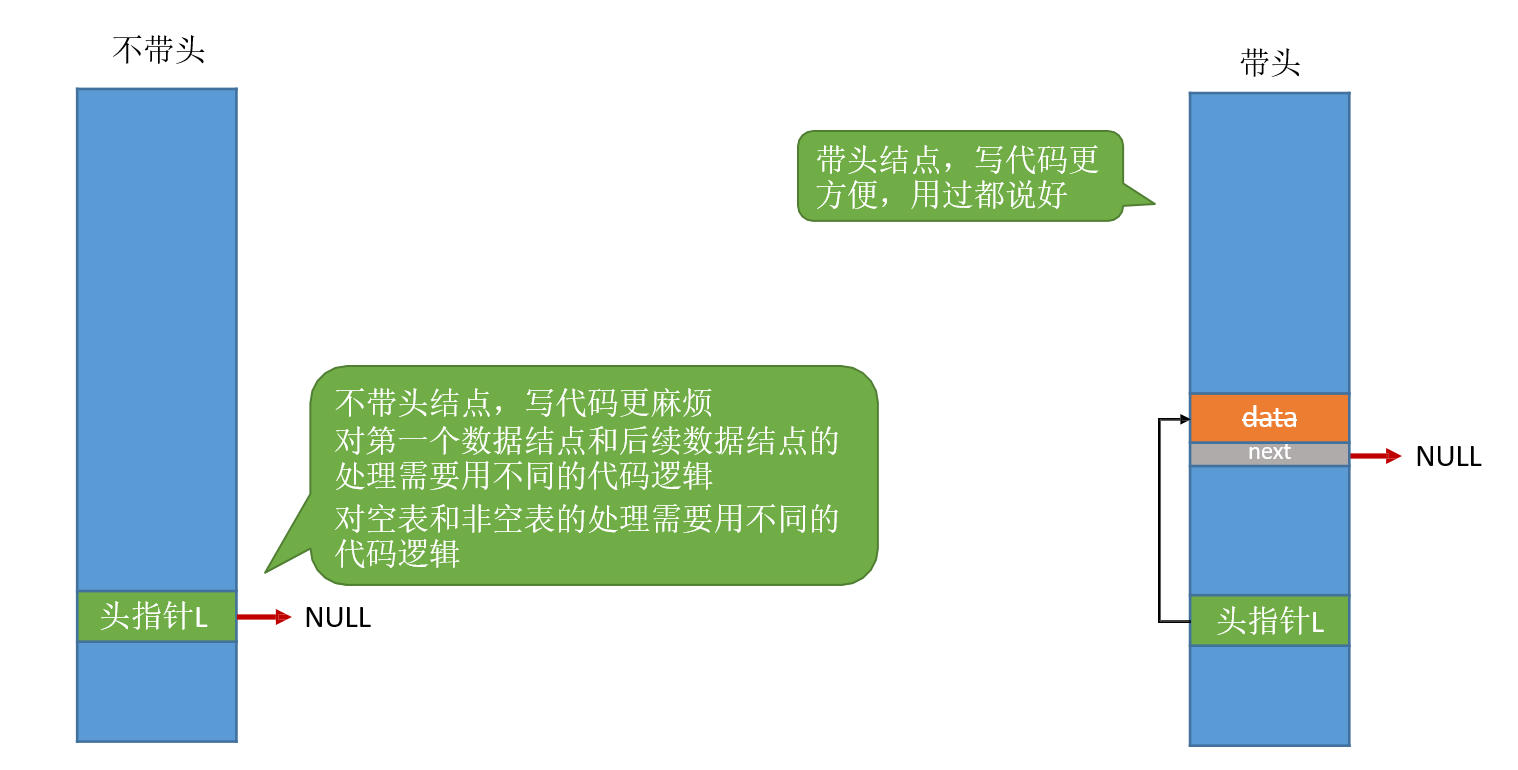 不带头
带头
带头结点，写代码更
方便，用过都说好
不带头结点，写代码更麻烦
对第一个数据结点和后续数据结点的
处理需要用不同的代码逻辑
对空表和非空表的处理需要用不同的
代码逻辑
data
next
NULL
头指针L
NULL
头指针L